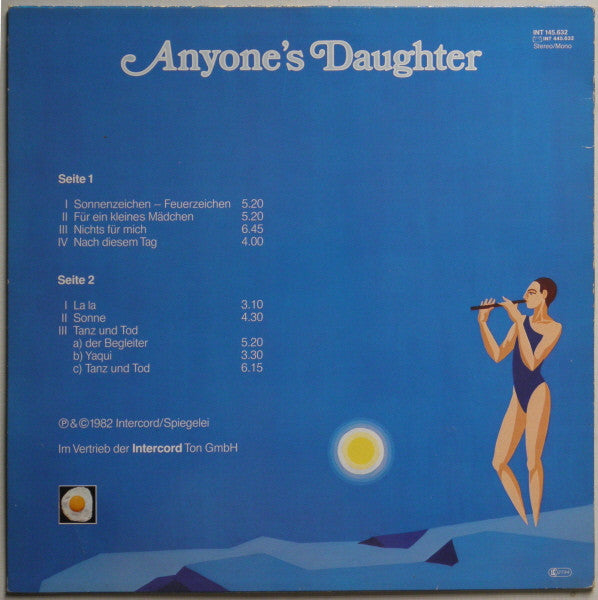 Anyone's Daughter
INT 145.632
INT 445.632
Stereo/Mono
Seite 1
I Sonnenzeichen – Feuerzeichen 5.20
II Für ein kleines Mädchen 5.20
III Nichts für mich 6.45
IV Nach diesem Tag 4.00
Seite 2
I La la 3.10
II Sonne 4.30
III Tanz und Tod
a) der Begleiter 5.20
b) Yaqui 3.30
c) Tanz und Tod 6.15
Ⓟ & © 1982 Intercord/Spiegelei
Im Vertrieb der Intercord Ton GmbH